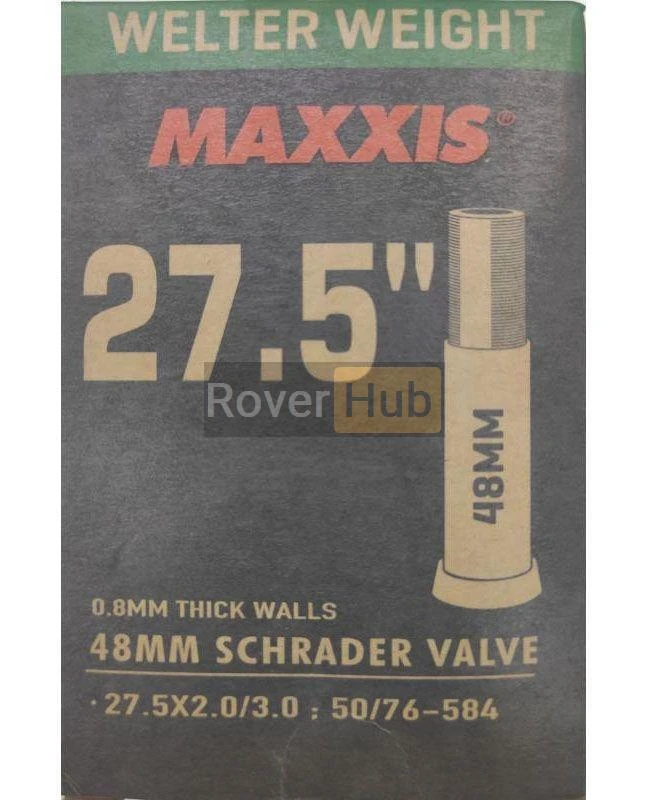 WELTER WEIGHT
MAXXIS®
27.5"
Rover Hub
48MM
0.8MM THICK WALLS
48MM SCHRADER VALVE
· 27.5X2.0/3.0 ; 50/76-584